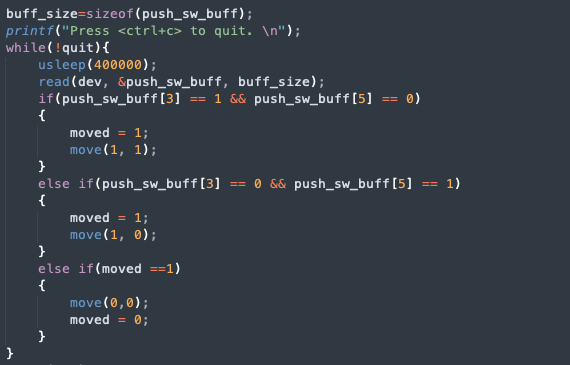 buff_size=sizeof(push_sw_buff);
printf("Press <ctrl+c> to quit. \n");
while(!quit){
    usleep(400000);
    read(dev, &push_sw_buff, buff_size);
    if(push_sw_buff[3] == 1 && push_sw_buff[5] == 0)
    {
        moved = 1;
        move(1, 1);
    }
    else if(push_sw_buff[3] == 0 && push_sw_buff[5] == 1)
    {
        moved = 1;
        move(1, 0);
    }
    else if(moved ==1)
    {
        move(0,0);
        moved = 0;
    }
}